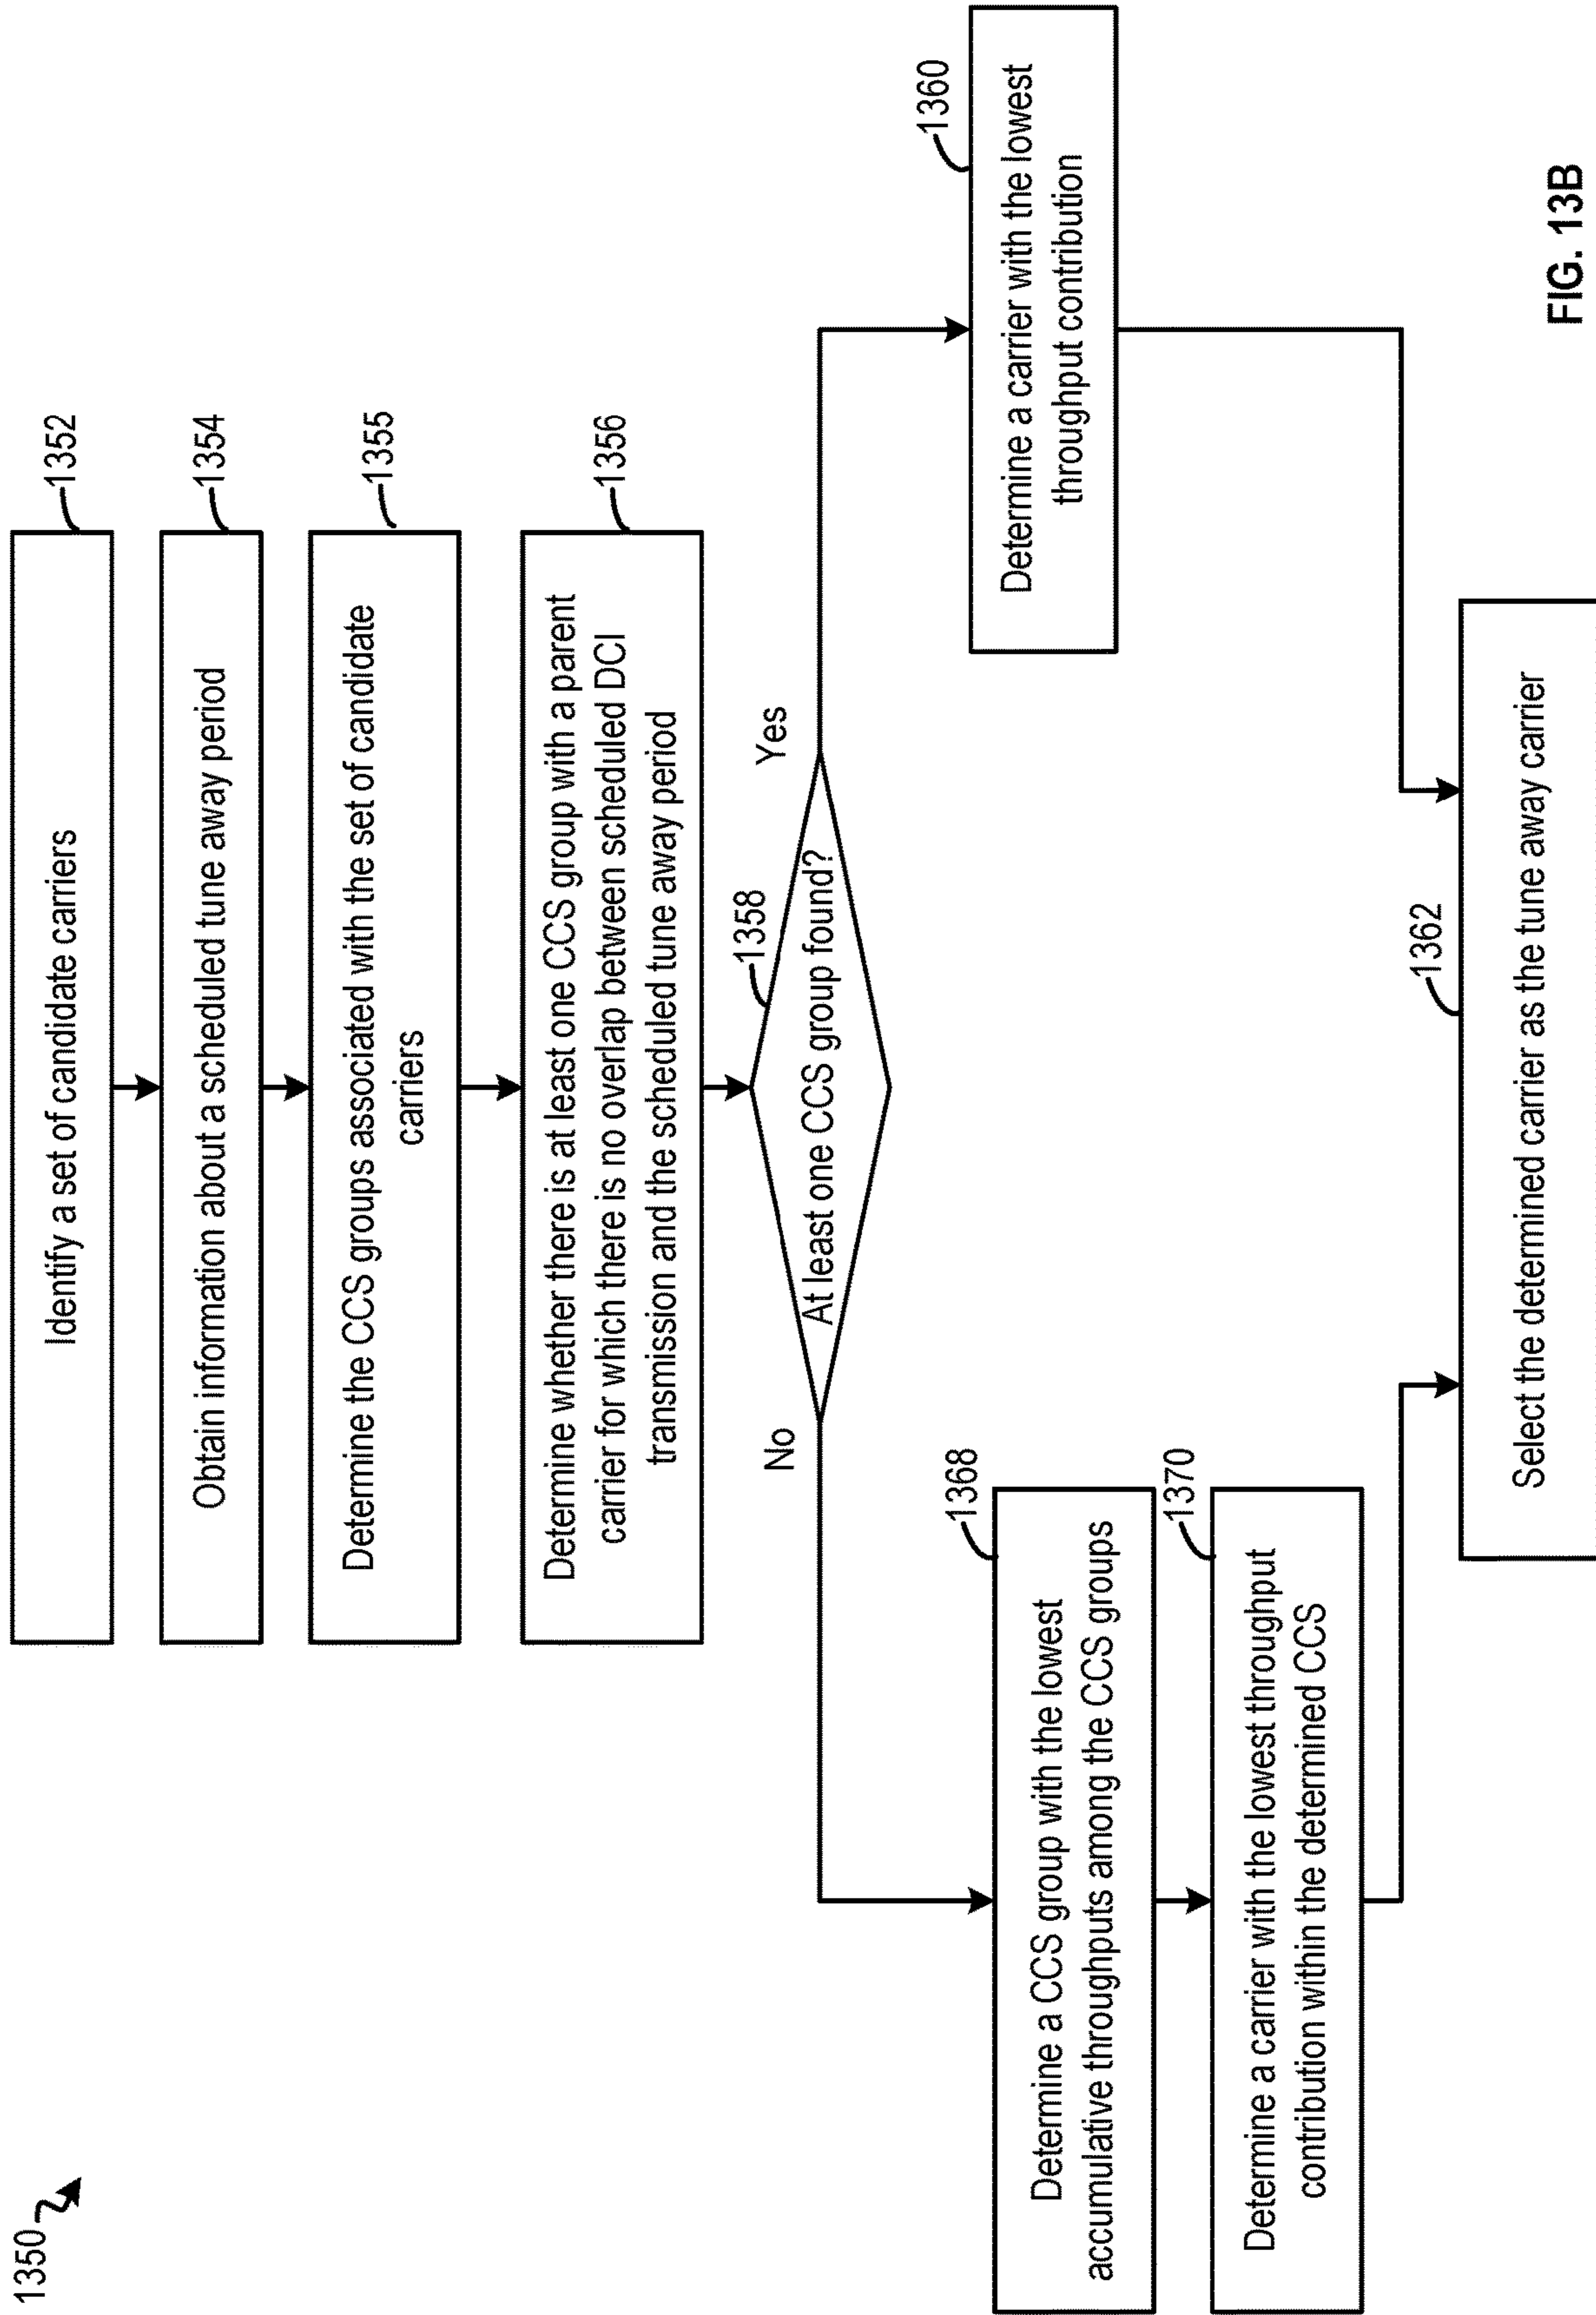 1350
Identify a set of candidate carriers
1352
Obtain information about a scheduled tune away period
1354
Determine the CCS groups associated with the set of candidate
carriers
1355
Determine whether there is at least one CCS group with a parent
carrier for which there is no overlap between scheduled DCI
transmission and the scheduled tune away period
1356
1358
At least one CCS group found?
No
Yes
1368
Determine a CCS group with the lowest
accumulative throughputs among the CCS groups
1370
Determine a carrier with the lowest throughput
contribution within the determined CCS
1360
Determine a carrier with the lowest
throughput contribution
1362
Select the determined carrier as the tune away carrier
FIG. 13B